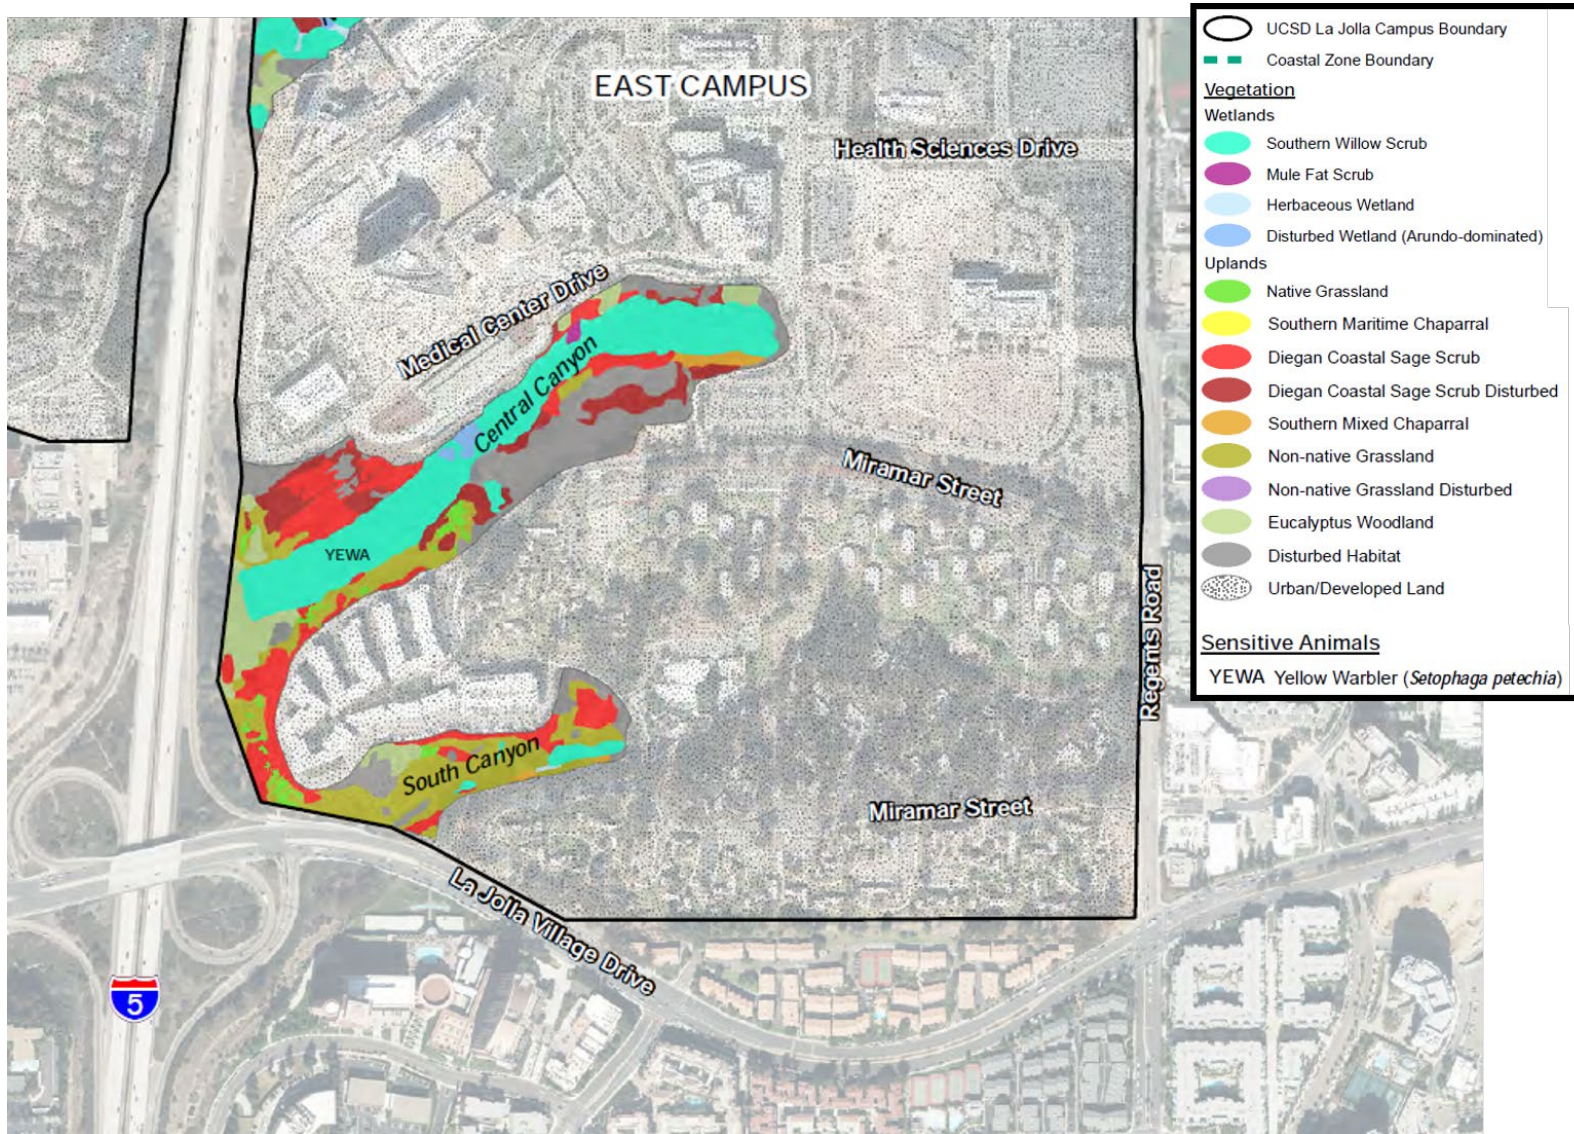 EAST CAMPUS
Health Sciences Drive
Medical Center Drive
Central Canyon
Miramar Street
YEWA
Regents Road
South Canyon
Miramar Street
La Jolla Village Drive
5
UCSD La Jolla Campus Boundary
Coastal Zone Boundary
Vegetation
Wetlands
Southern Willow Scrub
Mule Fat Scrub
Herbaceous Wetland
Disturbed Wetland (Arundo-dominated)
Uplands
Native Grassland
Southern Maritime Chaparral
Diegan Coastal Sage Scrub
Diegan Coastal Sage Scrub Disturbed
Southern Mixed Chaparral
Non-native Grassland
Non-native Grassland Disturbed
Eucalyptus Woodland
Disturbed Habitat
Urban/Developed Land
Sensitive Animals
YEWA Yellow Warbler (Setophaga petechia)